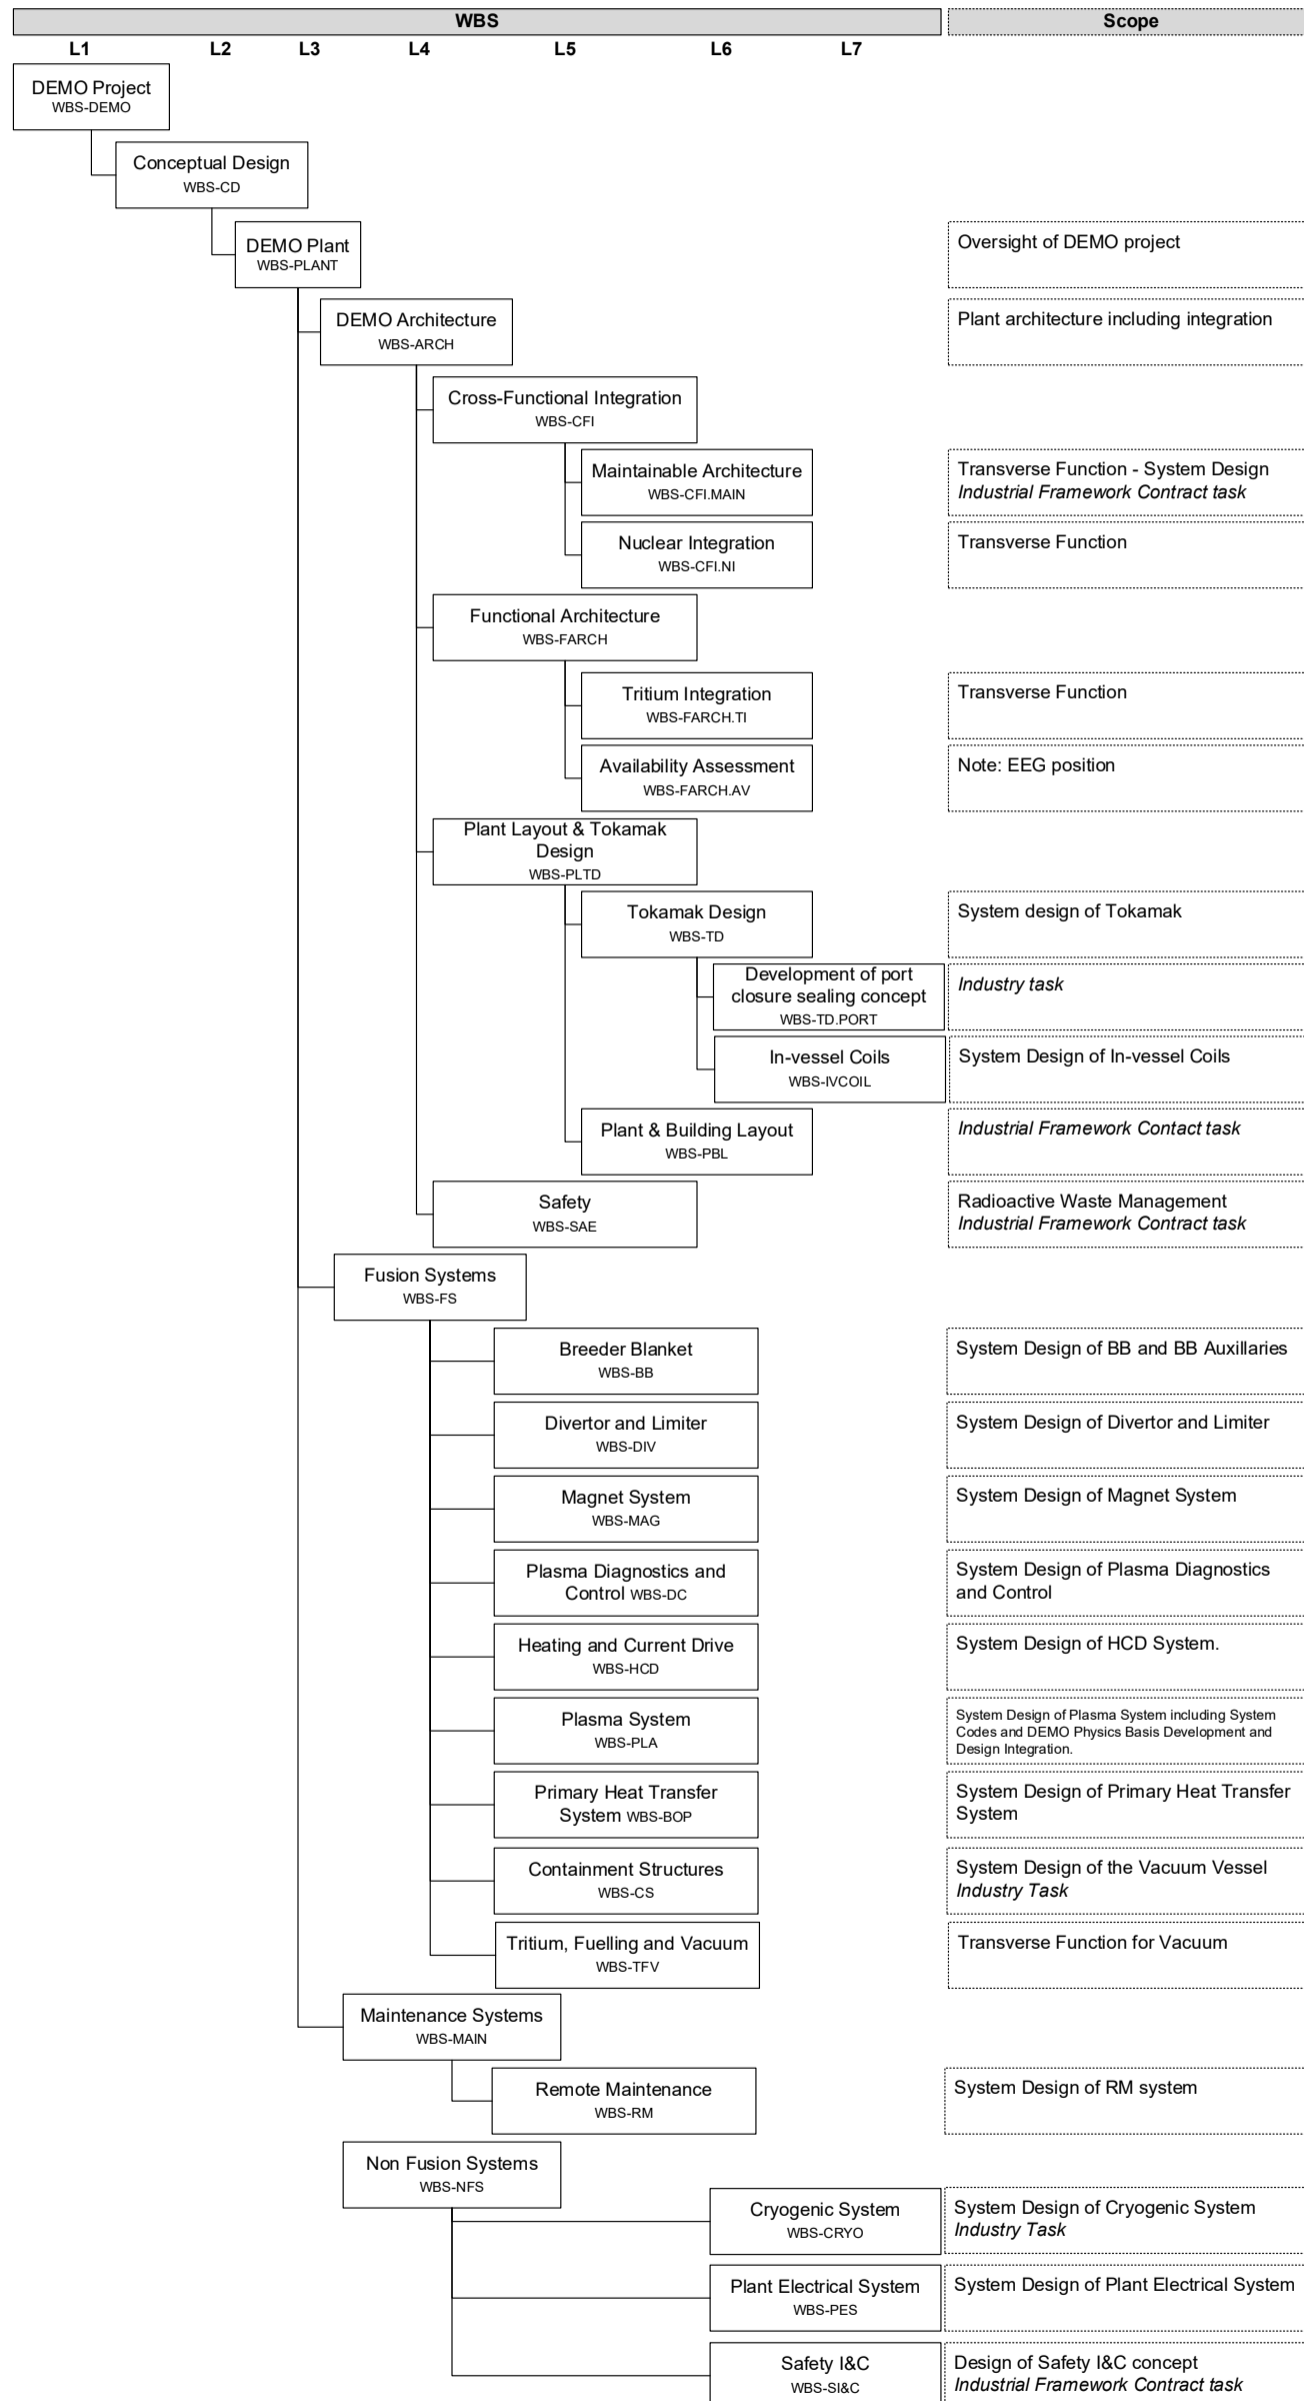 WBS Scope
L1 L2 L3 L4 L5 L6 L7
DEMO Project
WBS-DEMO
Conceptual Design
WBS-CD
DEMO Plant
WBS-PLANT
Oversight of DEMO project
DEMO Architecture
WBS-ARCH
Plant architecture including integration
Cross-Functional Integration
WBS-CFI
Maintainable Architecture
WBS-CFI.MAIN
Transverse Function - System Design
Industrial Framework Contract task
Nuclear Integration
WBS-CFI.NI
Transverse Function
Functional Architecture
WBS-FARCH
Tritium Integration
WBS-FARCH.TI
Transverse Function
Availability Assessment
WBS-FARCH.AV
Note: EEG position
Plant Layout & Tokamak
Design
WBS-PLTD
Tokamak Design
WBS-TD
System design of Tokamak
Development of port
closure sealing concept
WBS-TD.PORT
Industry task
In-vessel Coils
WBS-IVCOIL
System Design of In-vessel Coils
Plant & Building Layout
WBS-PBL
Industrial Framework Contact task
Safety
WBS-SAE
Radioactive Waste Management
Industrial Framework Contract task
Fusion Systems
WBS-FS
Breeder Blanket
WBS-BB
System Design of BB and BB Auxillaries
Divertor and Limiter
WBS-DIV
System Design of Divertor and Limiter
Magnet System
WBS-MAG
System Design of Magnet System
Plasma Diagnostics and
Control WBS-DC
System Design of Plasma Diagnostics
and Control
Heating and Current Drive
WBS-HCD
System Design of HCD System.
Plasma System
WBS-PLA
System Design of Plasma System including System
Codes and DEMO Physics Basis Development and
Design Integration.
Primary Heat Transfer
System WBS-BOP
System Design of Primary Heat Transfer
System
Containment Structures
WBS-CS
System Design of the Vacuum Vessel
Industry Task
Tritium, Fuelling and Vacuum
WBS-TFV
Transverse Function for Vacuum
Maintenance Systems
WBS-MAIN
Remote Maintenance
WBS-RM
System Design of RM system
Non Fusion Systems
WBS-NFS
Cryogenic System
WBS-CRYO
System Design of Cryogenic System
Industry Task
Plant Electrical System
WBS-PES
System Design of Plant Electrical System
Safety I&C
WBS-SI&C
Design of Safety I&C concept
Industrial Framework Contract task